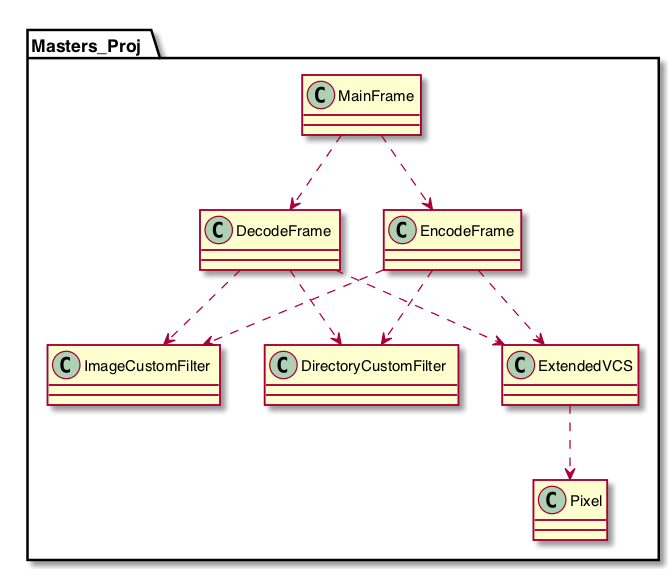 Masters_Proj
C MainFrame
C DecodeFrame
C EncodeFrame
C ImageCustomFilter
C DirectoryCustomFilter
C ExtendedVCS
C Pixel